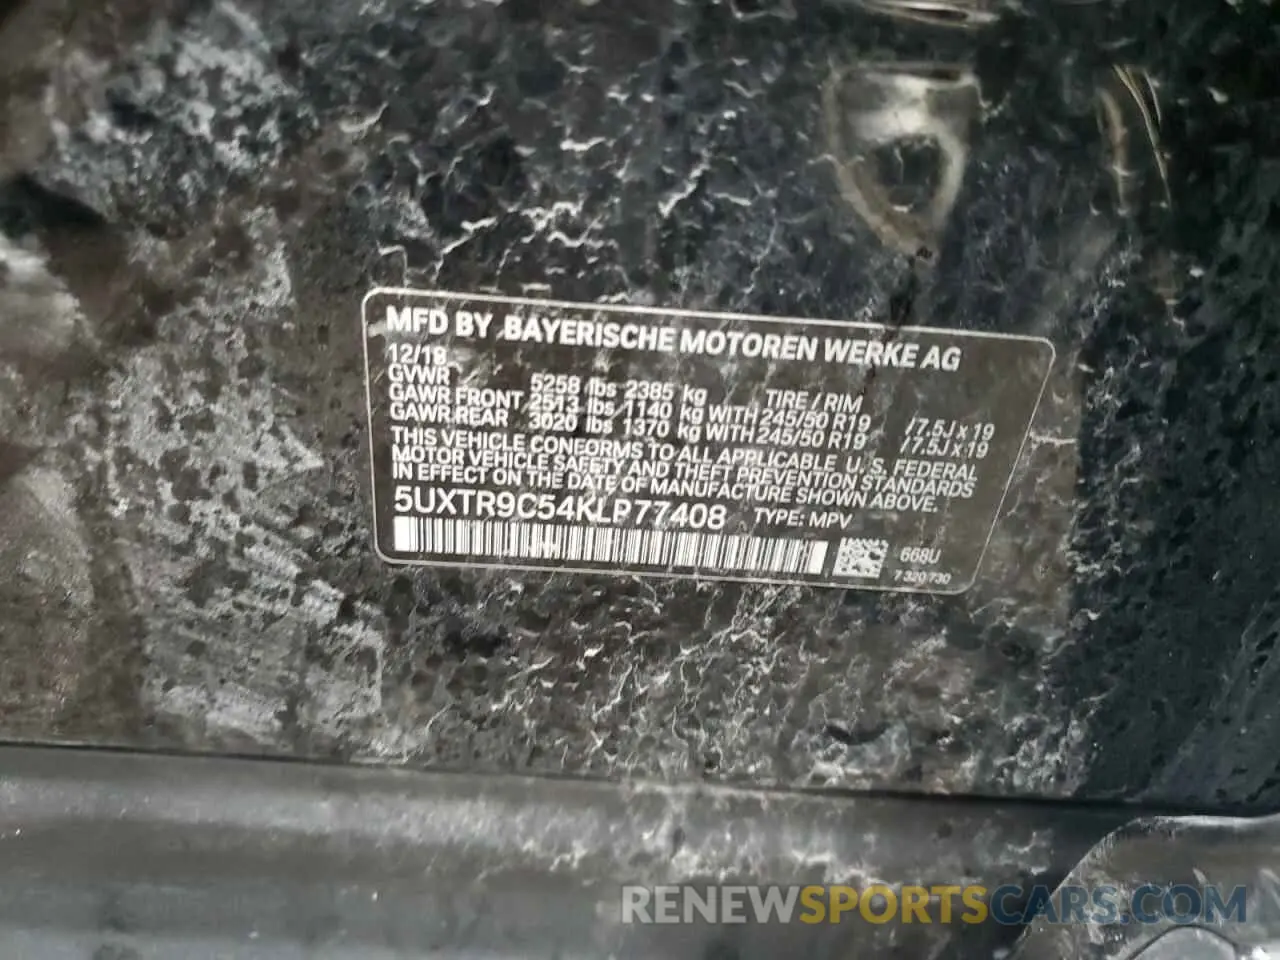 MFD BY BAYERISCHE MOTOREN WERKE AG
12/18
GVWR 5258 lbs 2385 kg TIRE / RIM
GAWR FRONT 2513 lbs 1140 kg WITH 245/50 R19 /7.5J x 19
GAWR REAR 3020 lbs 1370 kg WITH 245/50 R19 /7.5J x 19
THIS VEHICLE CONFORMS TO ALL APPLICABLE U.S. FEDERAL
MOTOR VEHICLE SAFETY AND THEFT PREVENTION STANDARDS
IN EFFECT ON THE DATE OF MANUFACTURE SHOWN ABOVE.
5UXTR9C54KLP77408 TYPE: MPV
668U
7 320 730
RENEWSPORTSCARS.COM